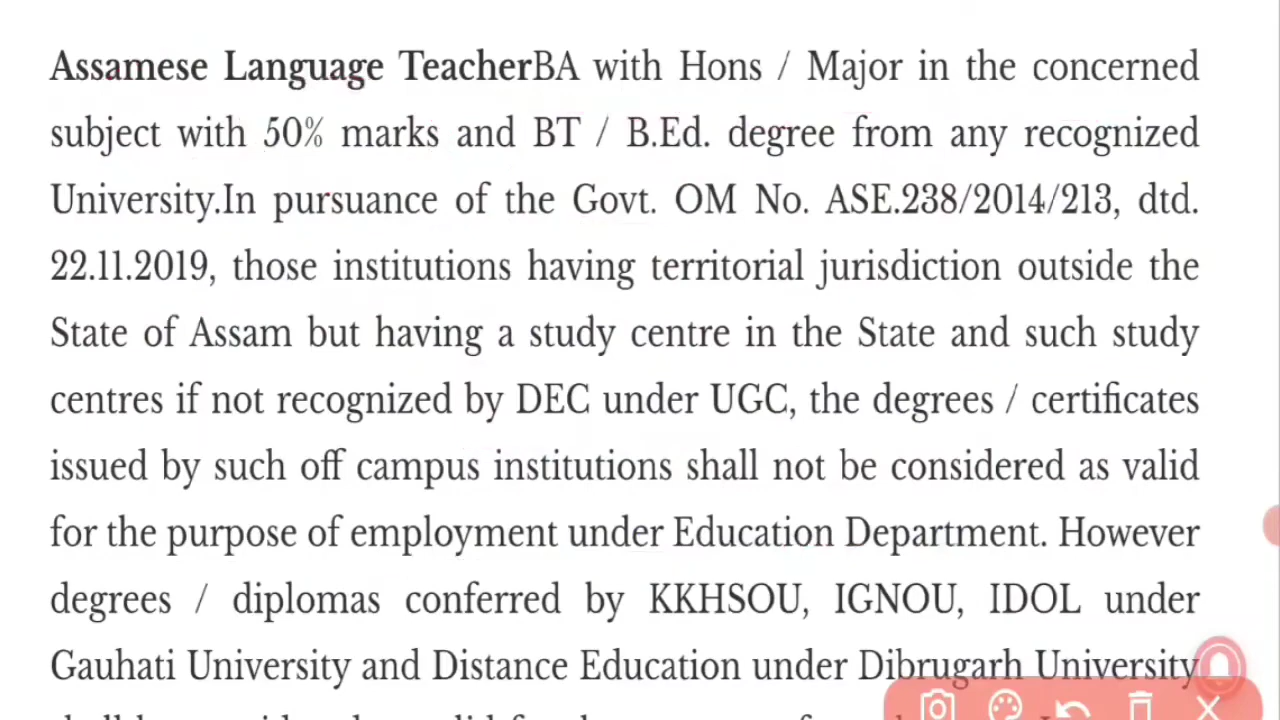 Assamese Language TeacherBA with Hons / Major in the concerned
subject with 50% marks and BT / B.Ed. degree from any recognized
University.In pursuance of the Govt. OM No. ASE.238/2014/213, dtd.
22.11.2019, those institutions having territorial jurisdiction outside the
State of Assam but having a study centre in the State and such study
centres if not recognized by DEC under UGC, the degrees / certificates
issued by such off campus institutions shall not be considered as valid
for the purpose of employment under Education Department. However
degrees / diplomas conferred by KKHSOU, IGNOU, IDOL under
Gauhati University and Distance Education under Dibrugarh University